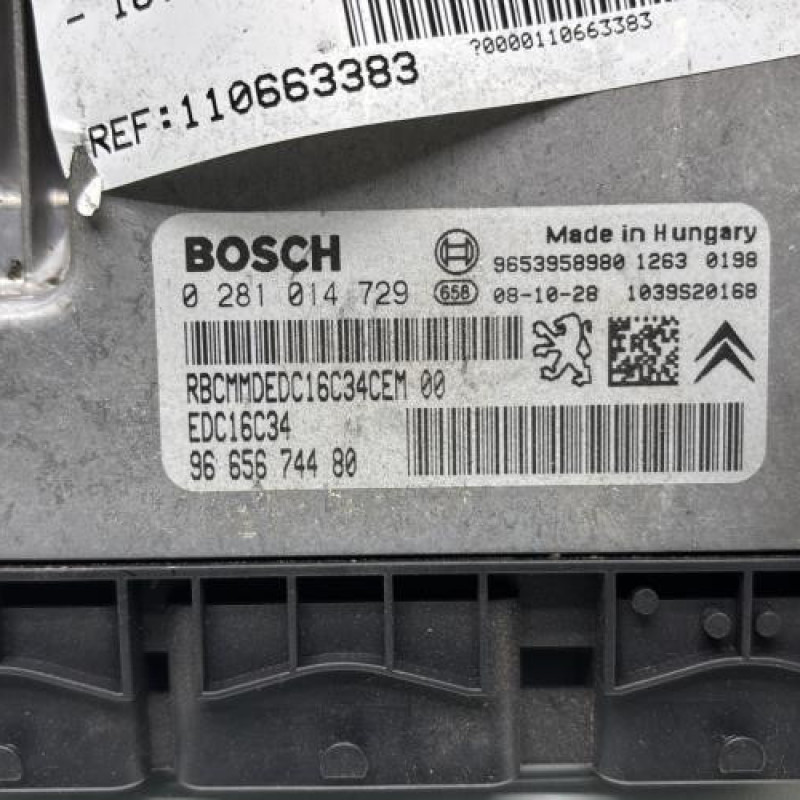 ?0000110663383
REF:110663383
BOSCH
Made in Hungary
9653958980 1263 0198
0 281 014 729
658
08-10-28 1039S20168
RBCMMDEDC16C34CEM 00
EDC16C34
96 656 744 80